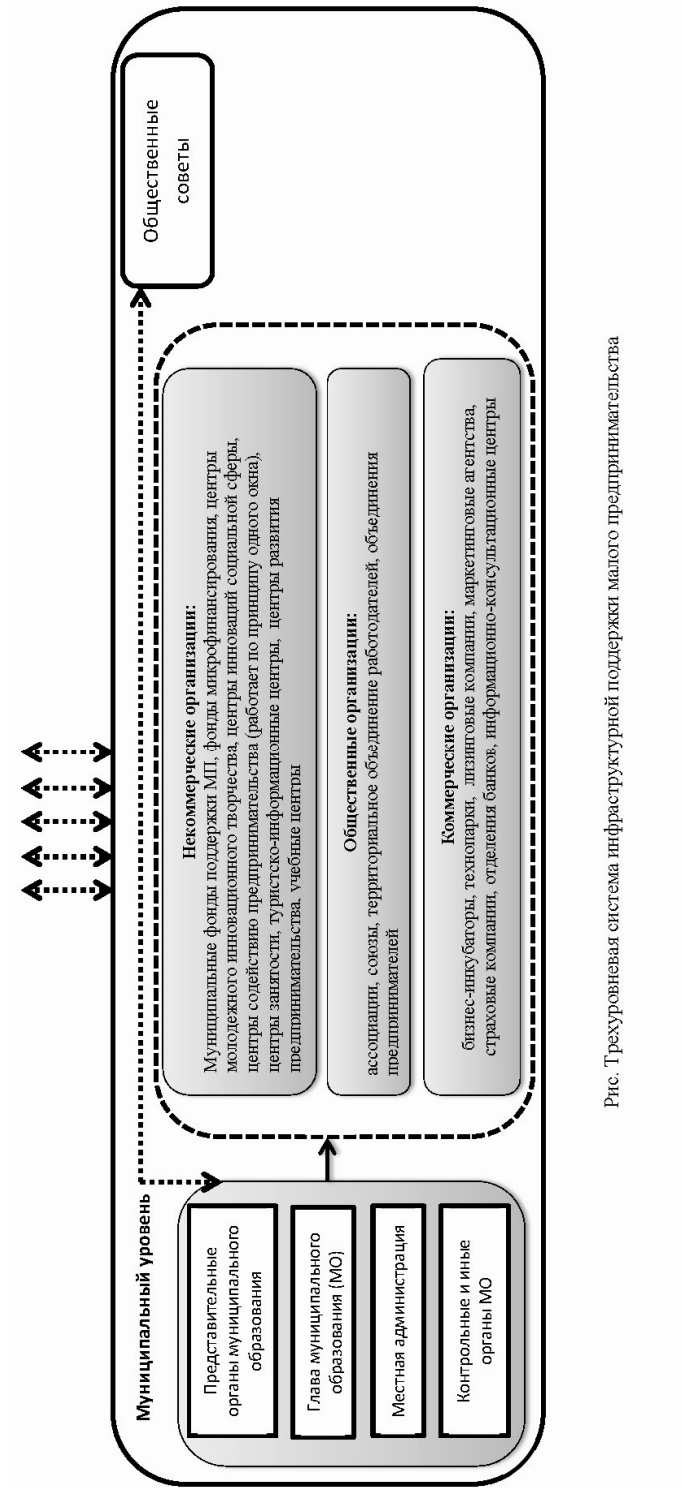 Муниципальный уровень
Представительные
органы муниципального
образования
Глава муниципального
образования (МО)
Местная администрация
Контрольные и иные
органы МО
Некоммерческие организации:
Муниципальные фонды поддержки МП, фонды микрофинансирования, центры
молодежного инновационного творчества, центры инноваций социальной сферы,
центры содействию предпринимательства (работает по принципу одного окна),
центры занятости, туристско-информационные центры, центры развития
предпринимательства, учебные центры
Общественные организации:
ассоциации, союзы, территориальное объединение работодателей, объединения
предпринимателей
Коммерческие организации:
бизнес-инкубаторы, технопарки, лизинговые компании, маркетинговые агентства,
страховые компании, отделения банков, информационно-консультационные центры
Общественные
советы
Рис. Трехуровневая система инфраструктурной поддержки малого предпринимательства